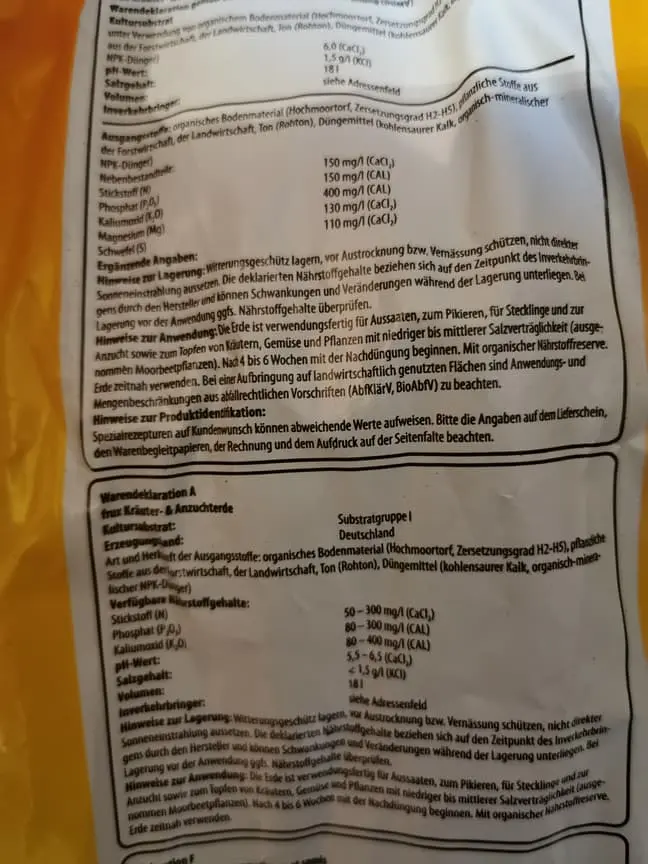 Warendeklaration
Kultursubstrat
unter Verwendung von organischem Bodenmaterial (Hochmoortorf, Zersetzungsgrad
aus der Forstwirtschaft, der Landwirtschaft, Ton (Rohton), Düngemittel (kohlensaurer Kalk,
NPK-Dünger)
pH-Wert: 6,0 (CaCl₂)
Salzgehalt: 1,5 g/l (KCl)
Volumen: 18 l
Inverkehrbringer: siehe Adressenfeld
Ausgangsstoffe: organisches Bodenmaterial (Hochmoortorf, Zersetzungsgrad H2-H5), pflanzliche Stoffe aus
der Forstwirtschaft, der Landwirtschaft, Ton (Rohton), Düngemittel (kohlensaurer Kalk, organisch-mineralischer
NPK-Dünger)
Nebenbestandteile:
Stickstoff (N) 150 mg/l (CaCl₂)
Phosphat (P₂O₅) 150 mg/l (CAL)
Kaliumoxid (K₂O) 400 mg/l (CAL)
Magnesium (Mg) 130 mg/l (CaCl₂)
Schwefel (S) 110 mg/l (CaCl₂)
Ergänzende Angaben:
Hinweise zur Lagerung: Witterungsgeschütz lagern, vor Austrocknung bzw. Vernässung schützen, nicht direkter
Sonneneinstrahlung aussetzen. Die deklarierten Nährstoffgehalte beziehen sich auf den Zeitpunkt des Inverkehrbrin-
gens durch den Hersteller und können Schwankungen und Veränderungen während der Lagerung unterliegen. Bei
Lagerung vor der Anwendung ggfs. Nährstoffgehalte überprüfen.
Hinweise zur Anwendung: Die Erde ist verwendungsfertig für Aussaaten, zum Pikieren, für Stecklinge und zur
Anzucht sowie zum Topfen von Kräutern, Gemüse und Pflanzen mit niedriger bis mittlerer Salzverträglichkeit (ausge-
nommen Moorbeetpflanzen). Nach 4 bis 6 Wochen mit der Nachdüngung beginnen. Mit organischer Nährstoffreserve.
Erde zeitnah verwenden. Bei einer Aufbringung auf landwirtschaftlich genutzten Flächen sind Anwendungs- und
Mengenbeschränkungen aus abfallrechtlichen Vorschriften (AbfKlärV, BioAbfV) zu beachten.
Hinweise zur Produktidentifikation:
Spezialrezepturen auf Kundenwunsch können abweichende Werte aufweisen. Bitte die Angaben auf dem Lieferschein,
den Warenbegleitpapieren, der Rechnung und dem Aufdruck auf der Seitenfalte beachten.
Warendeklaration A
frux Kräuter- & Anzuchterde
Kultursubstrat: Substratgruppe I
Erzeugungsland: Deutschland
Art und Herkunft der Ausgangsstoffe: organisches Bodenmaterial (Hochmoortorf, Zersetzungsgrad H2-H5), pflanzliche
Stoffe aus der Forstwirtschaft, der Landwirtschaft, Ton (Rohton), Düngemittel (kohlensaurer Kalk, organisch-minera-
lischer NPK-Dünger)
Verfügbare Nährstoffgehalte:
Stickstoff (N) 50 – 300 mg/l (CaCl₂)
Phosphat (P₂O₅) 80 – 300 mg/l (CAL)
Kaliumoxid (K₂O) 80 – 400 mg/l (CAL)
pH-Wert: 5,5 – 6,5 (CaCl₂)
Salzgehalt: < 1,5 g/l (KCl)
Volumen: 18 l
Inverkehrbringer: siehe Adressenfeld
Hinweise zur Lagerung: Witterungsgeschütz lagern, vor Austrocknung bzw. Vernässung schützen, nicht direkter
Sonneneinstrahlung aussetzen. Die deklarierten Nährstoffgehalte beziehen sich auf den Zeitpunkt des Inverkehrbrin-
gens durch den Hersteller und können Schwankungen und Veränderungen während der Lagerung unterliegen. Bei
Lagerung vor der Anwendung ggfs. Nährstoffgehalte überprüfen.
Hinweise zur Anwendung: Die Erde ist verwendungsfertig für Aussaaten, zum Pikieren, für Stecklinge und zur
Anzucht sowie zum Topfen von Kräutern, Gemüse und Pflanzen mit niedriger bis mittlerer Salzverträglichkeit (ausge-
nommen Moorbeetpflanzen). Nach 4 bis 6 Wochen mit der Nachdüngung beginnen. Mit organischer Nährstoffreserve.
Erde zeitnah verwenden.